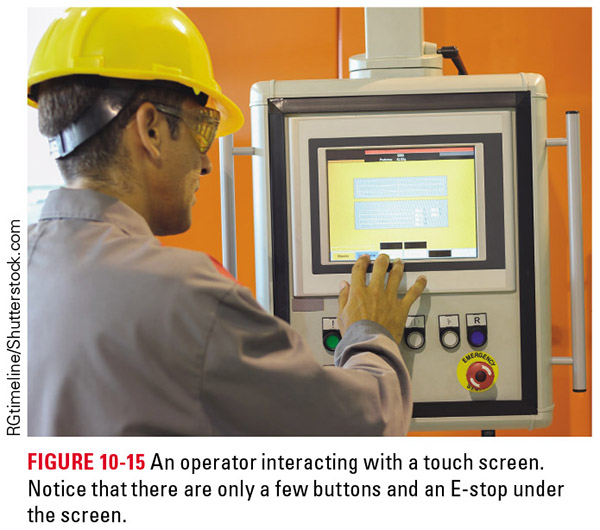 RGtimeline/Shutterstock.com
I
R
EMERGENCY
STOP
FIGURE 10-15 An operator interacting with a touch screen.
Notice that there are only a few buttons and an E-stop under
the screen.